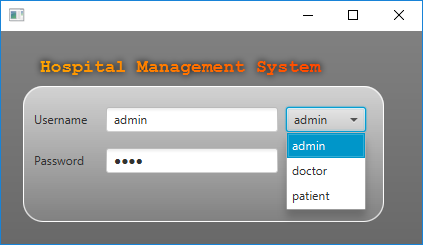 Hospital Management System
Username admin admin
admin
Password ●●●● doctor
patient